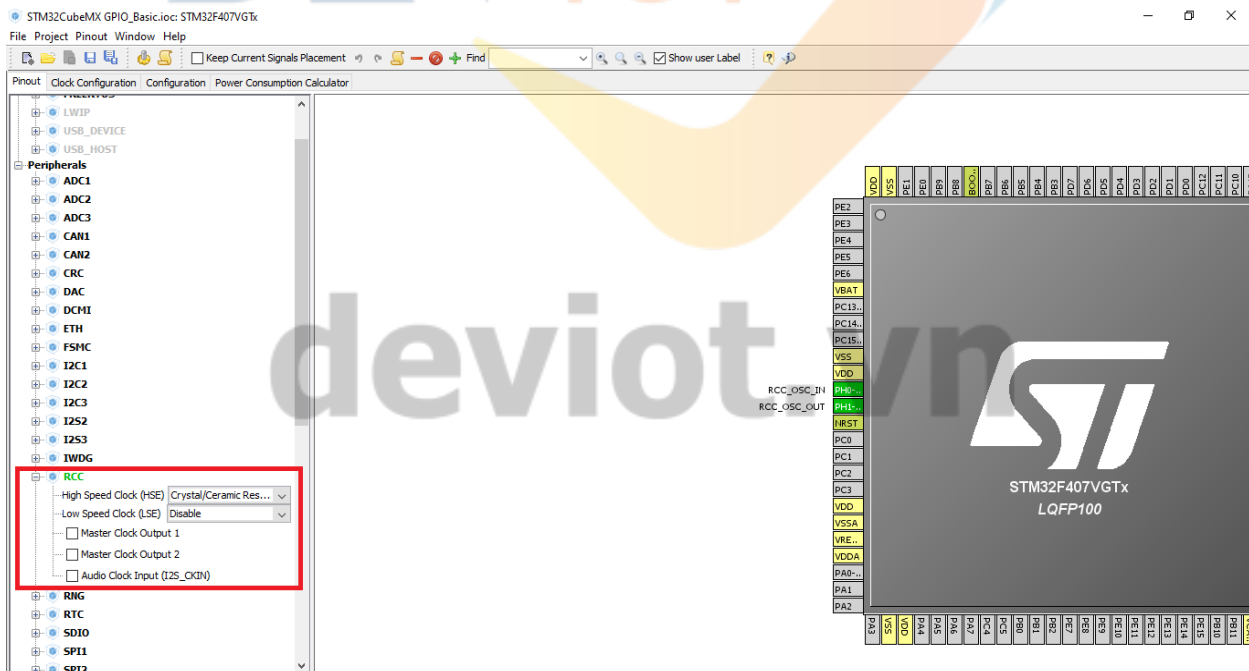 STM32CubeMX GPIO_Basic.ioc: STM32F407VGTx
File Project Pinout Window Help
Keep Current Signals Placement Find Show user Label
Pinout Clock Configuration Configuration Power Consumption Calculator
LWIP
USB_DEVICE
USB_HOST
Peripherals
ADC1
ADC2
ADC3
CAN1
CAN2
CRC
DAC
DCMI
ETH
FSMC
I2C1
I2C2
I2C3
I2S2
I2S3
IWDG
RCC
High Speed Clock (HSE) Crystal/Ceramic Res...
Low Speed Clock (LSE) Disable
Master Clock Output 1
Master Clock Output 2
Audio Clock Input (I2S_CKIN)
RNG
RTC
SDIO
SPI1
SPI2
deviot.vn
VDD VSS PE1 PE0 PB9 PB8 BOO.. PB7 PB6 PB5 PB4 PB3 PD7 PD6 PD5 PD4 PD3 PD2 PD1 PD0 PC12 PC11 PC10
PE2
PE3
PE4
PE5
PE6
VBAT
PC13..
PC14..
PC15..
VSS
VDD
RCC_OSC_IN PH0-..
RCC_OSC_OUT PH1-..
NRST
PC0
PC1
PC2
PC3
VDD
VSSA
VRE..
VDDA
PA0-..
PA1
PA2
STM32F407VGTx
LQFP100
PA3 VSS VDD PA4 PA5 PA6 PA7 PC4 PC5 PB0 PB1 PB2 PE7 PE8 PE9 PE10 PE11 PE12 PE13 PE14 PE15 PB10 PB11